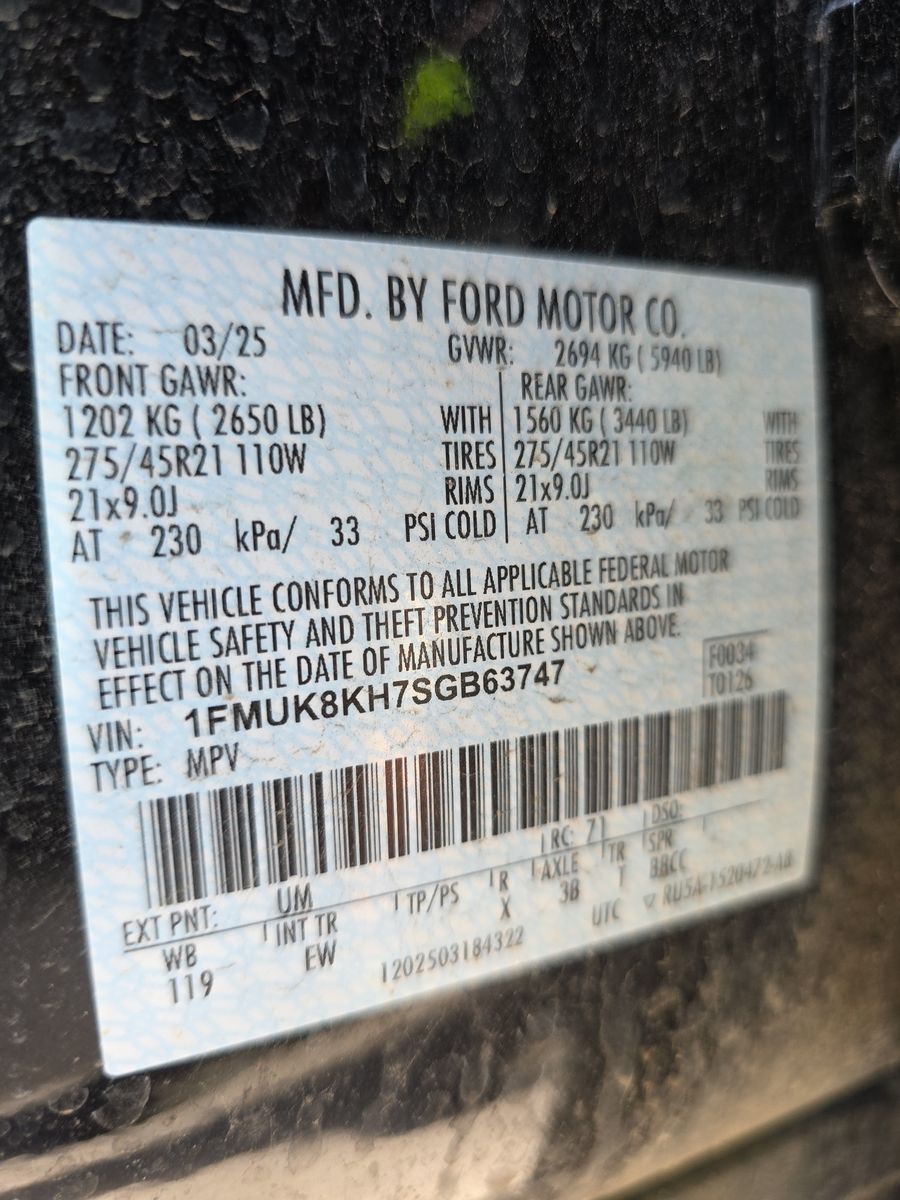 MFD. BY FORD MOTOR CO.
DATE: 03/25 GVWR: 2694 KG ( 5940 LB)
FRONT GAWR: REAR GAWR:
1202 KG ( 2650 LB) WITH 1560 KG ( 3440 LB) WITH
275/45R21 110W TIRES 275/45R21 110W TIRES
21x9.0J RIMS 21x9.0J RIMS
AT 230 kPa/ 33 PSI COLD AT 230 kPa/ 33 PSI COLD
THIS VEHICLE CONFORMS TO ALL APPLICABLE FEDERAL MOTOR
VEHICLE SAFETY AND THEFT PREVENTION STANDARDS IN
EFFECT ON THE DATE OF MANUFACTURE SHOWN ABOVE.
F0034
VIN: 1FMUK8KH7SGB63747 T0126
TYPE: MPV
EXT PNT: UM RC: 71 DSO:
WB INT TR TP/PS R AXLE TR SPR
119 EW X 3B T BBCC
1202503184322 UTC